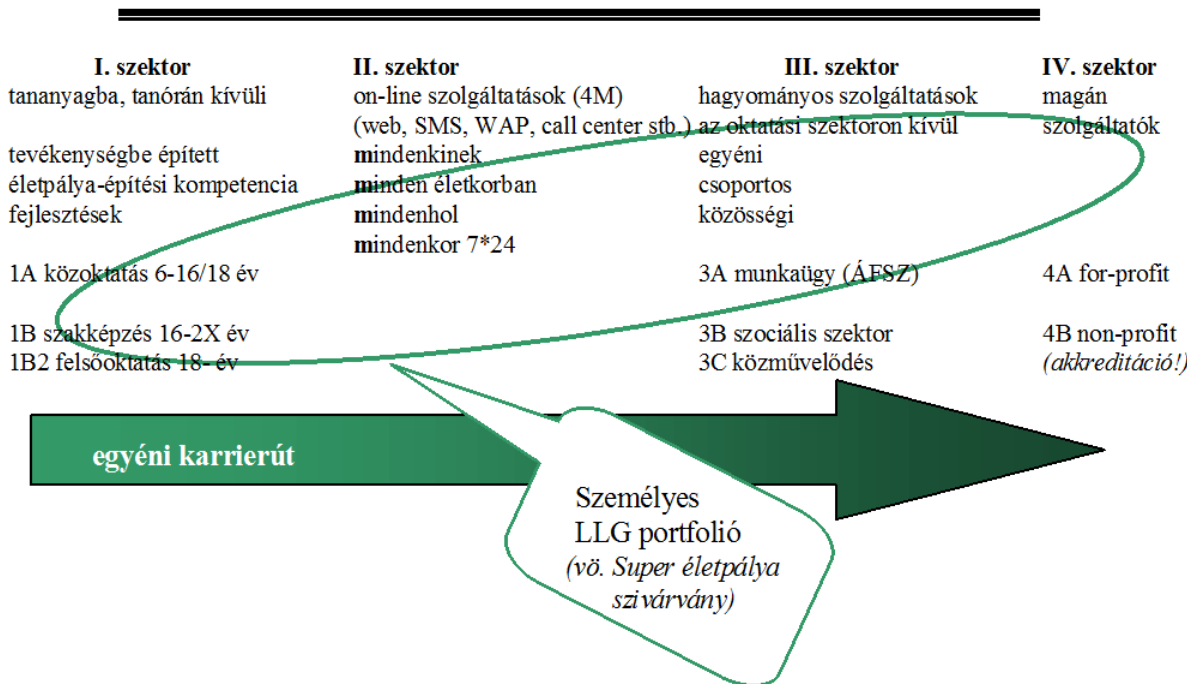 I. szektor
tananyagba, tanórán kívüli
tevékenységbe épített
életpálya-építési kompetencia
fejlesztések
1A közoktatás 6-16/18 év
1B szakképzés 16-2X év
1B2 felsőoktatás 18- év
II. szektor
on-line szolgáltatások (4M)
(web, SMS, WAP, call center stb.)
mindenkinek
minden életkorban
mindenhol
mindenkor 7*24
III. szektor
hagyományos szolgáltatások
az oktatási szektoron kívül
egyéni
csoportos
közösségi
3A munkaügy (ÁFSZ)
3B szociális szektor
3C közművelődés
IV. szektor
magán
szolgáltatók
4A for-profit
4B non-profit
(akkreditáció!)
egyéni karrierút
Személyes
LLG portfolió
(vö. Super életpálya
szivárvány)